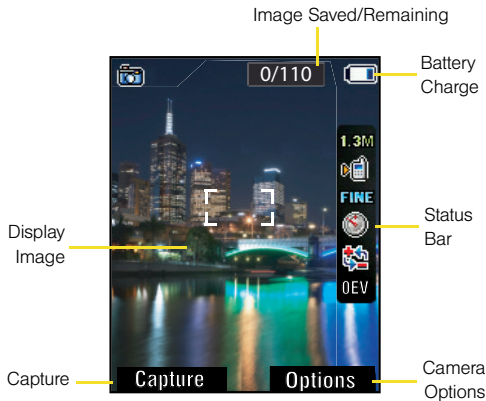 Image Saved/Remaining
0/110
Battery
Charge
1.3M
FINE
Status
Bar
0EV
Display
Image
Capture
Capture
Options
Camera
Options